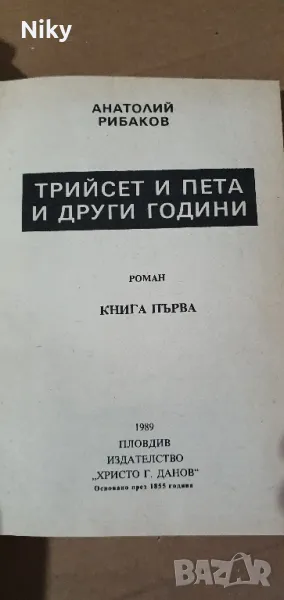 Niky
АНАТОЛИЙ
РИБАКОВ
ТРИЙСЕТ И ПЕТА
И ДРУГИ ГОДИНИ
РОМАН
КНИГА ПЪРВА
1989
ПЛОВДИВ
ИЗДАТЕЛСТВО
„ХРИСТО Г. ДАНОВ"
Основано през 1855 година
BAZAR